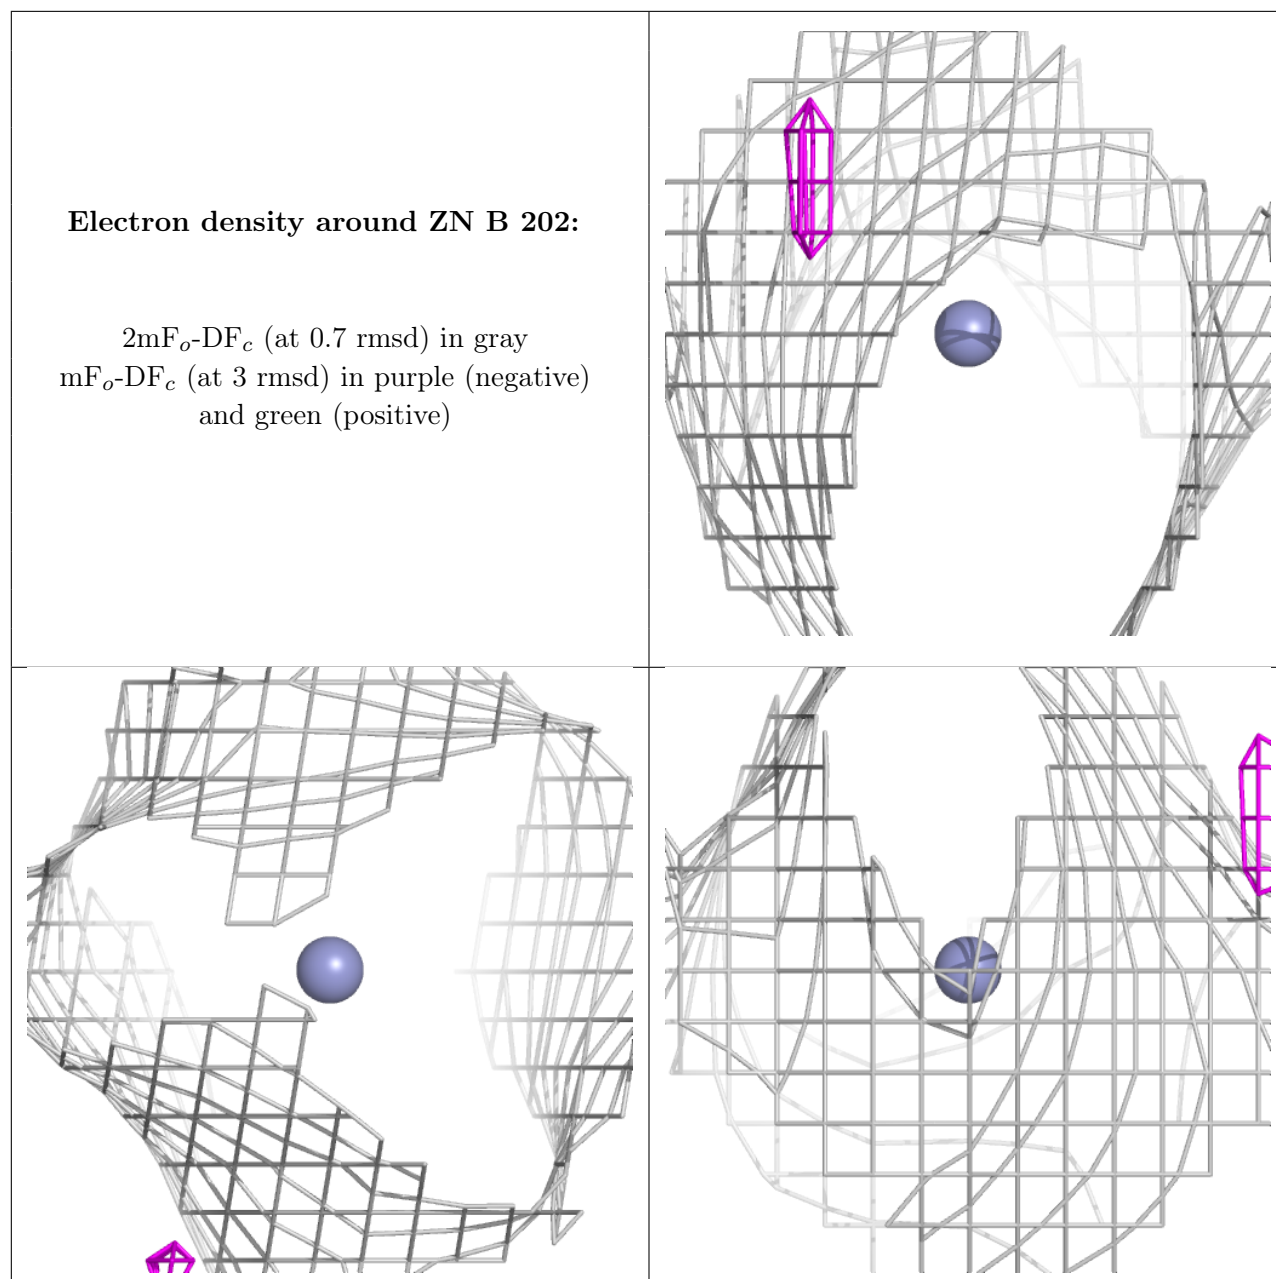 Electron density around ZN B 202:
2mFo-DFc (at 0.7 rmsd) in gray
mFo-DFc (at 3 rmsd) in purple (negative)
and green (positive)